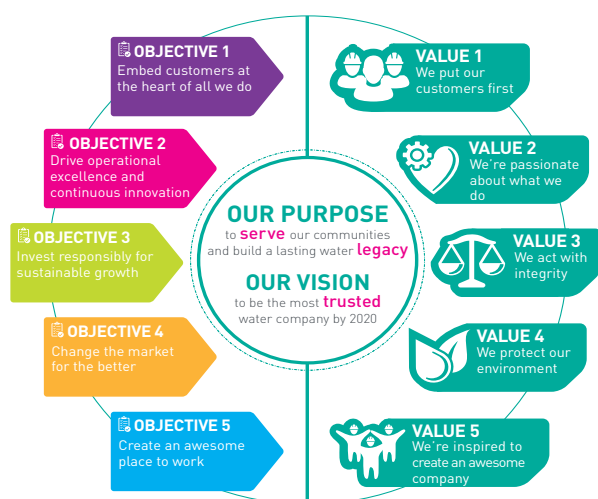 OBJECTIVE 1
Embed customers at
the heart of all we do
OBJECTIVE 2
Drive operational
excellence and
continuous innovation
OBJECTIVE 3
Invest responsibly for
sustainable growth
OBJECTIVE 4
Change the market
for the better
OBJECTIVE 5
Create an awesome
place to work
OUR PURPOSE
to serve our communities
and build a lasting water legacy
OUR VISION
to be the most trusted
water company by 2020
VALUE 1
We put our
customers first
VALUE 2
We're passionate
about what we
do
VALUE 3
We act with
integrity
VALUE 4
We protect our
environment
VALUE 5
We're inspired to
create an awesome
company